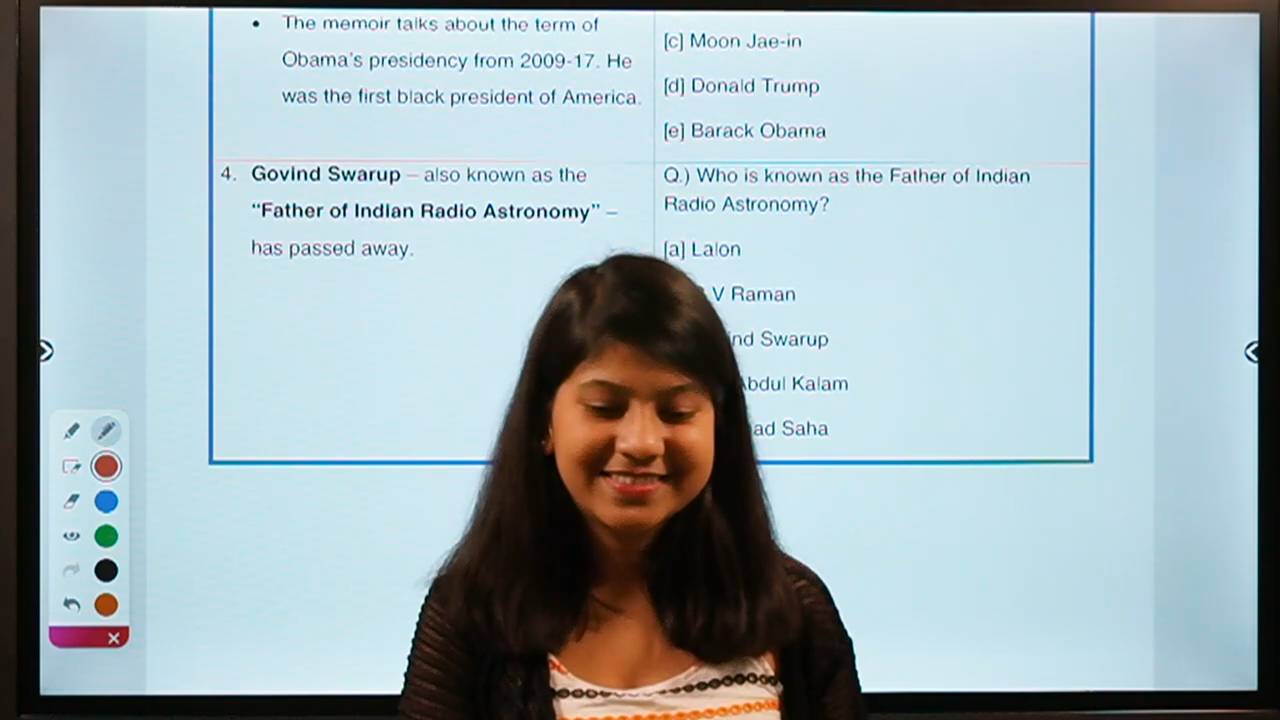 • The memoir talks about the term of
Obama's presidency from 2009-17. He
was the first black president of America.
[c] Moon Jae-in
[d] Donald Trump
[e] Barack Obama
4. Govind Swarup – also known as the
“Father of Indian Radio Astronomy” –
has passed away.
Q.) Who is known as the Father of Indian
Radio Astronomy?
[a] Lalon
V Raman
Swarup
Kalam
Saha